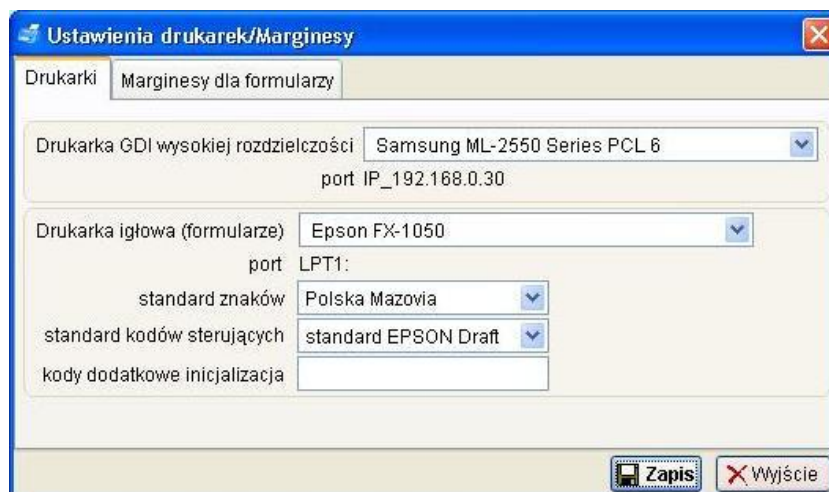 Ustawienia drukarek/Marginesy
Drukarki Marginesy dla formularzy
Drukarka GDI wysokiej rozdzielczości Samsung ML-2550 Series PCL 6
port IP_192.168.0.30
Drukarka igłowa (formularze) Epson FX-1050
port LPT1:
standard znaków Polska Mazovia
standard kodów sterujących standard EPSON Draft
kody dodatkowe inicjalizacja
Zapis Wyjście